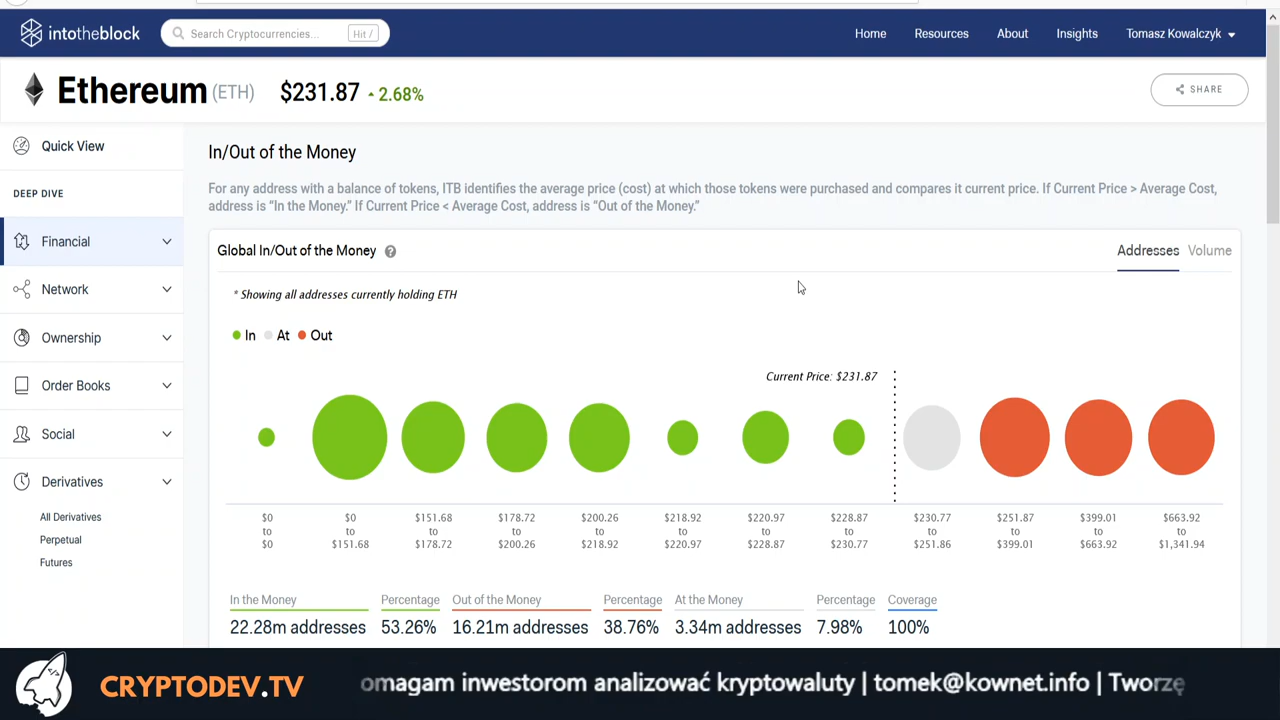 intotheblock
Search Cryptocurrencies...
Hit /
Home
Resources
About
Insights
Tomasz Kowalczyk
Ethereum (ETH) $231.87 2.68%
SHARE
Quick View
DEEP DIVE
Financial
Network
Ownership
Order Books
Social
Derivatives
All Derivatives
Perpetual
Futures
In/Out of the Money
For any address with a balance of tokens, ITB identifies the average price (cost) at which those tokens were purchased and compares it current price. If Current Price > Average Cost,
address is “In the Money.” If Current Price < Average Cost, address is “Out of the Money.”
Global In/Out of the Money ?
Addresses Volume
* Showing all addresses currently holding ETH
In At Out
Current Price: $231.87
$0 $0 $151.68 $178.72 $200.26 $218.92 $220.97 $228.87 $230.77 $251.87 $399.01 $663.92
to to to to to to to to to to to to
$0 $151.68 $178.72 $200.26 $218.92 $220.97 $228.87 $230.77 $251.86 $399.01 $663.92 $1,341.94
In the Money Percentage Out of the Money Percentage At the Money Percentage Coverage
22.28m addresses 53.26% 16.21m addresses 38.76% 3.34m addresses 7.98% 100%
CRYPTODEV.TV
omagam inwestorom analizować kryptowaluty | tomek@kownet.info | Tworzę